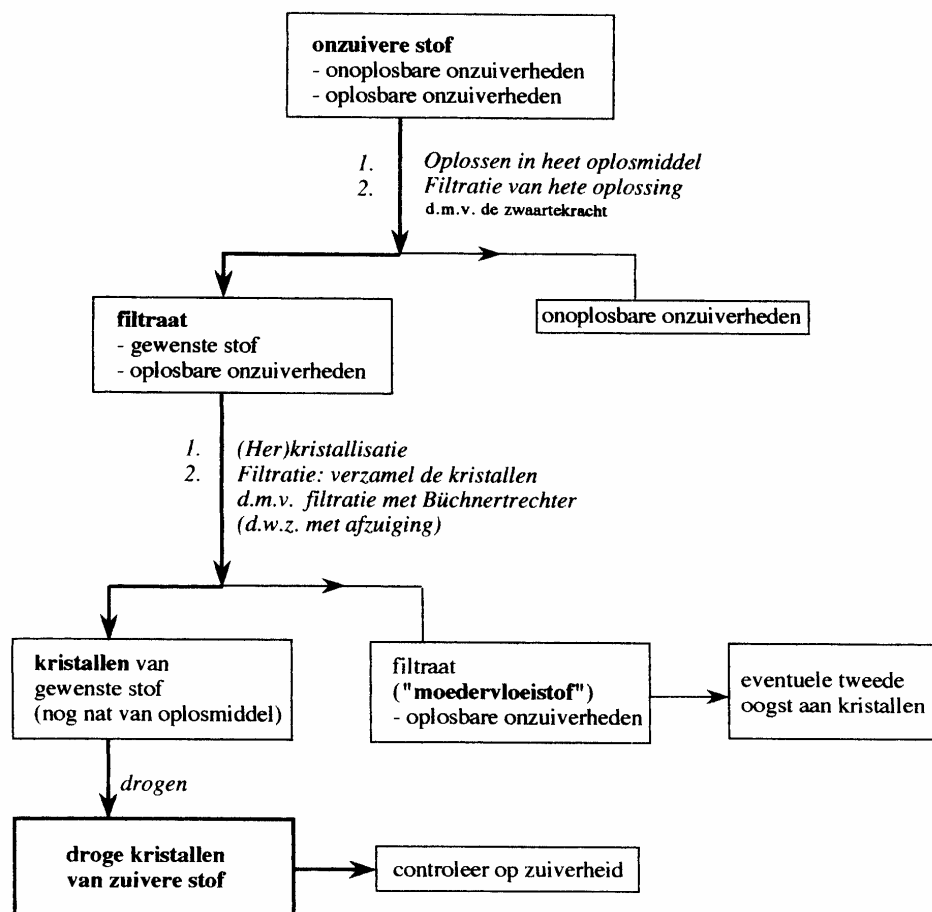 onzuivere stof
- onoplosbare onzuiverheden
- oplosbare onzuiverheden
1. Oplossen in heet oplosmiddel
2. Filtratie van hete oplossing
d.m.v. de zwaartekracht
filtraat
- gewenste stof
- oplosbare onzuiverheden
onoplosbare onzuiverheden
1. (Her)kristallisatie
2. Filtratie: verzamel de kristallen
d.m.v. filtratie met Büchnertrechter
(d.w.z. met afzuiging)
kristallen van
gewenste stof
(nog nat van oplosmiddel)
filtraat
("moedervloeistof")
- oplosbare onzuiverheden
eventuele tweede
oogst aan kristallen
drogen
droge kristallen
van zuivere stof
controleer op zuiverheid